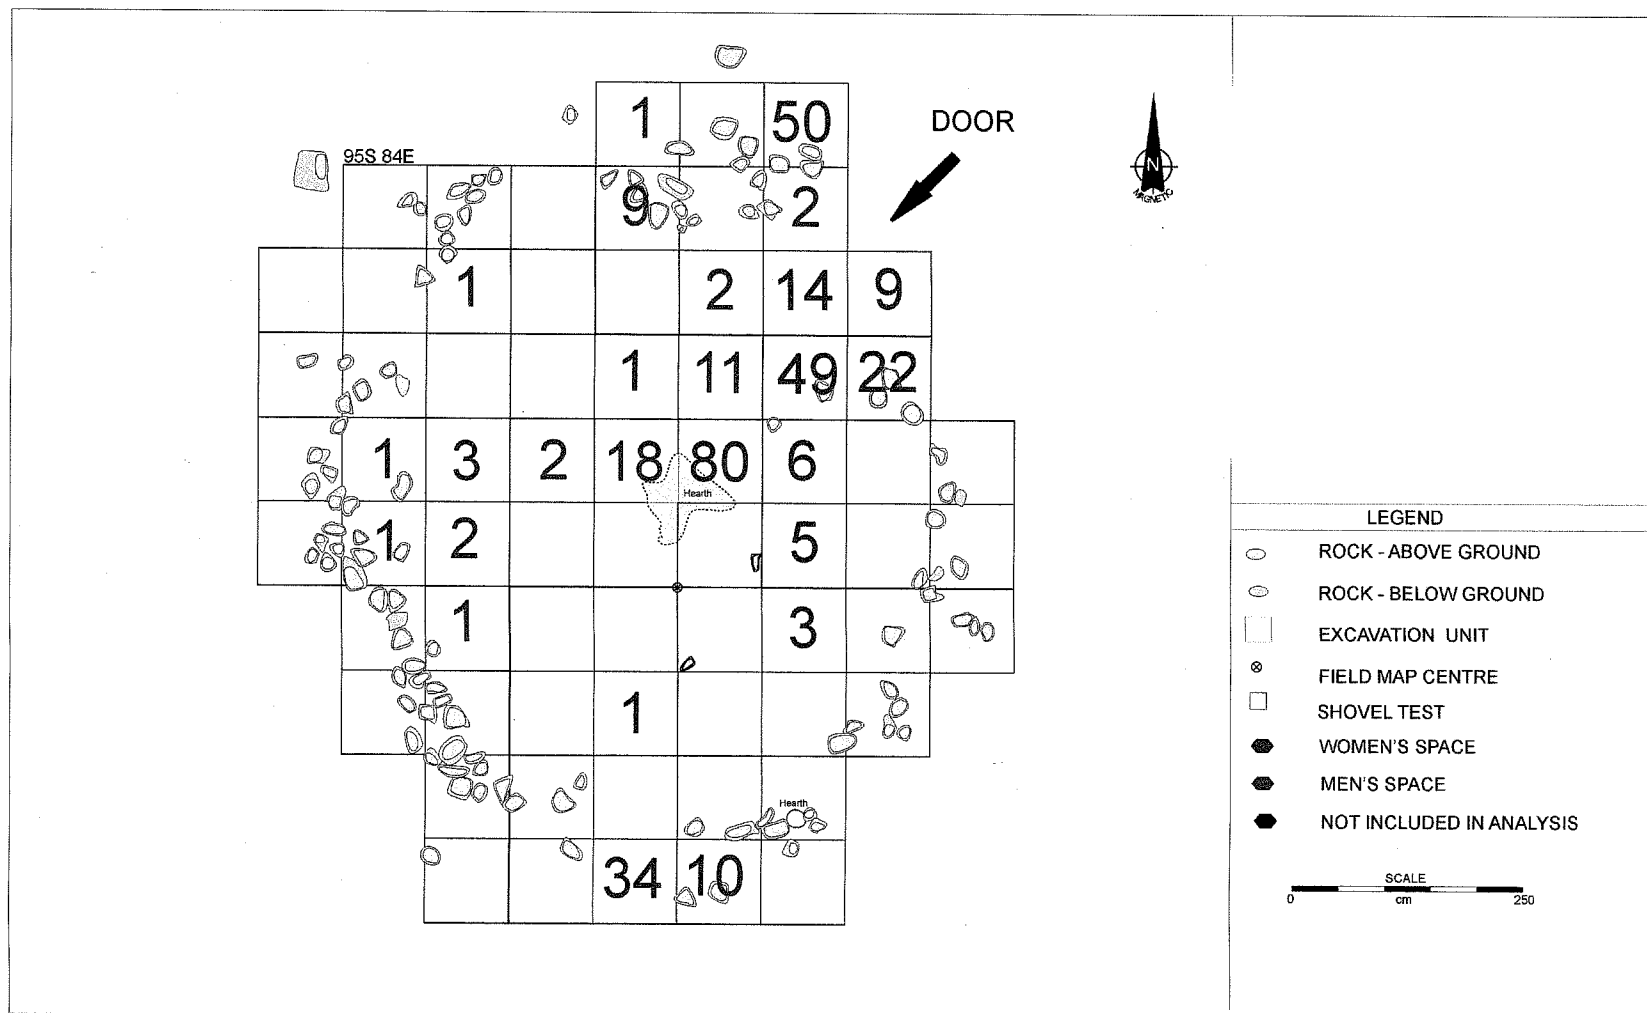 1 50
DOOR
95S 84E
9 2
1 2 14 9
1 11 49 22
1 3 2 18 80 6
Hearth
1 2 5
1 3
1
Hearth
34 10
N
MAGNETIC
LEGEND
ROCK - ABOVE GROUND
ROCK - BELOW GROUND
EXCAVATION UNIT
FIELD MAP CENTRE
SHOVEL TEST
WOMEN'S SPACE
MEN'S SPACE
NOT INCLUDED IN ANALYSIS
SCALE
0 cm 250